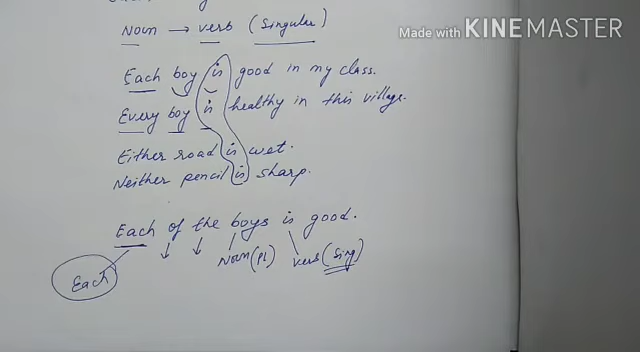 Made with KINEMASTER
Noun → verb (Singular)
Each boy is good in my class.
Every boy is healthy in this village.
Either road is wet.
Neither pencil is sharp.
Each of the boys is good.
Noun (Pl) verb (Sing)
Each